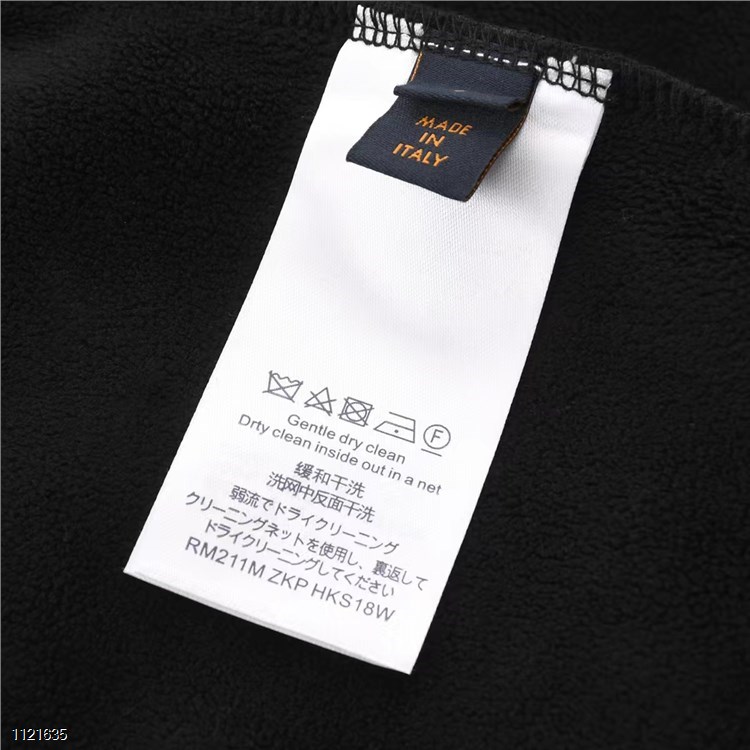 MADE
IN
ITALY
F
Gentle dry clean
Drty clean inside out in a net
缓和干洗
洗网中反面干洗
弱流でドライクリーニング
クリーニングネットを使用し、裏返して
ドライクリーニングしてください
RM211M ZKP HKS18W
1121635